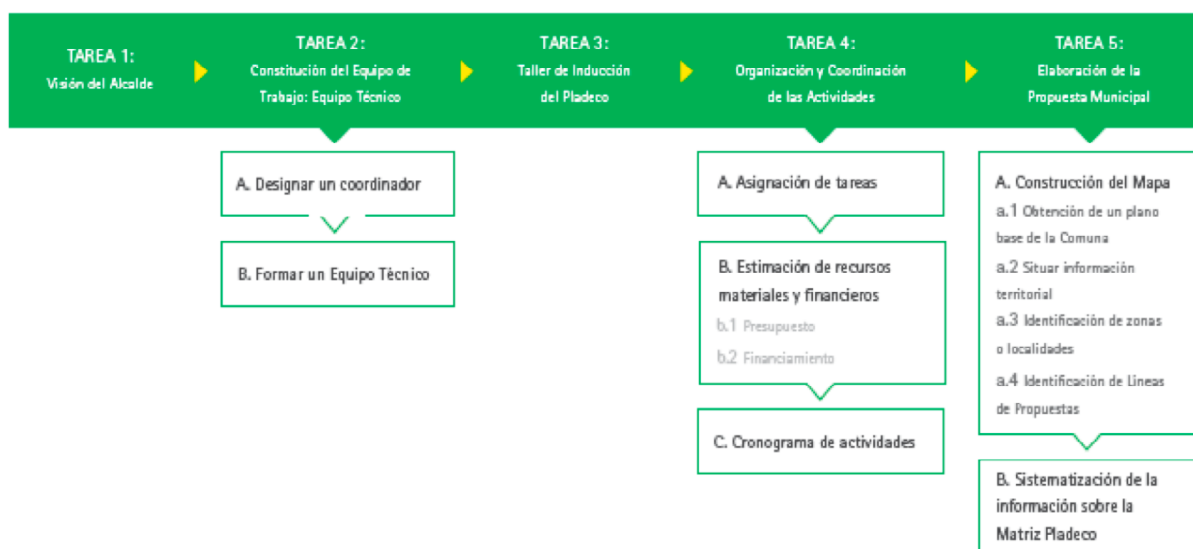 TAREA 1:
Visión del Alcalde
TAREA 2:
Constitución del Equipo de
Trabajo: Equipo Técnico
TAREA 3:
Taller de Inducción
del Pladeco
TAREA 4:
Organización y Coordinación
de las Actividades
TAREA 5:
Elaboración de la
Propuesta Municipal
A. Designar un coordinador
B. Formar un Equipo Técnico
A. Asignación de tareas
B. Estimación de recursos
materiales y financieros
b.1 Presupuesto
b.2 Financiamiento
C. Cronograma de actividades
A. Construcción del Mapa
a.1 Obtención de un plano
base de la Comuna
a.2 Situar información
territorial
a.3 Identificación de zonas
o localidades
a.4 Identificación de Líneas
de Propuestas
B. Sistematización de la
información sobre la
Matriz Pladeco